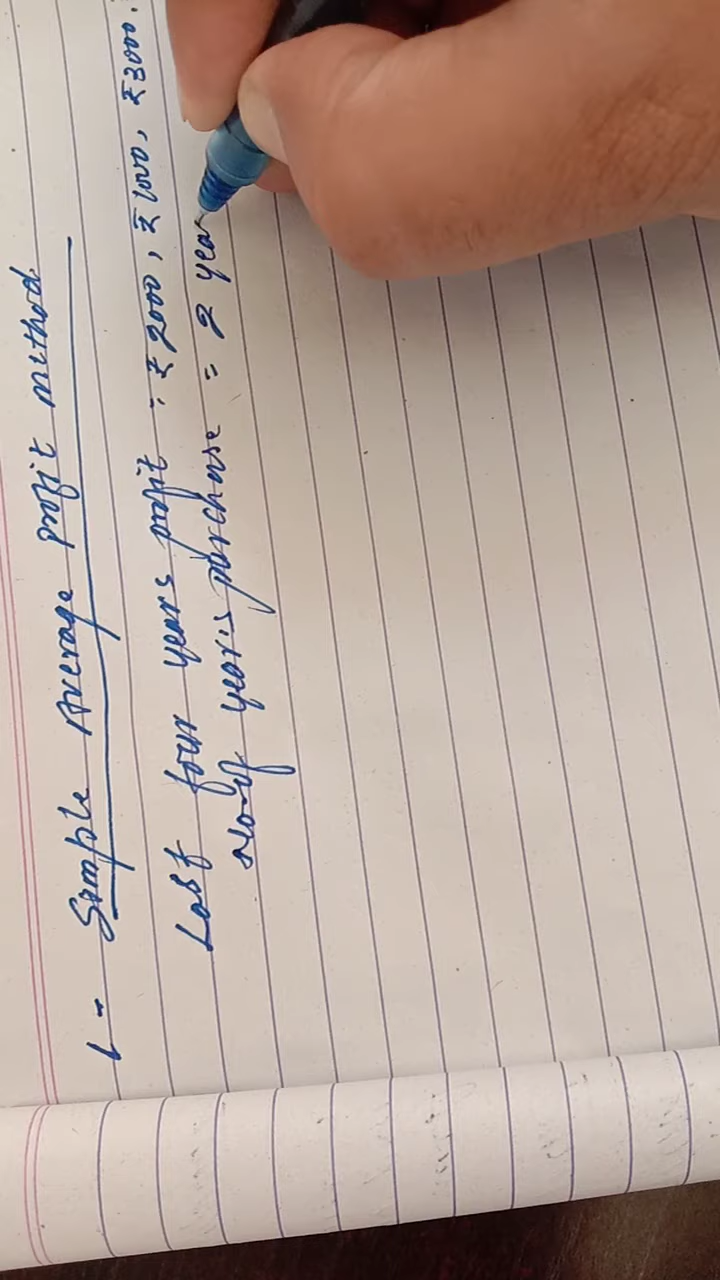 1 - Simple Average profit method
Last four years profit : ₹2000, ₹1000, ₹3000.
No. of year's purchase = 2 year